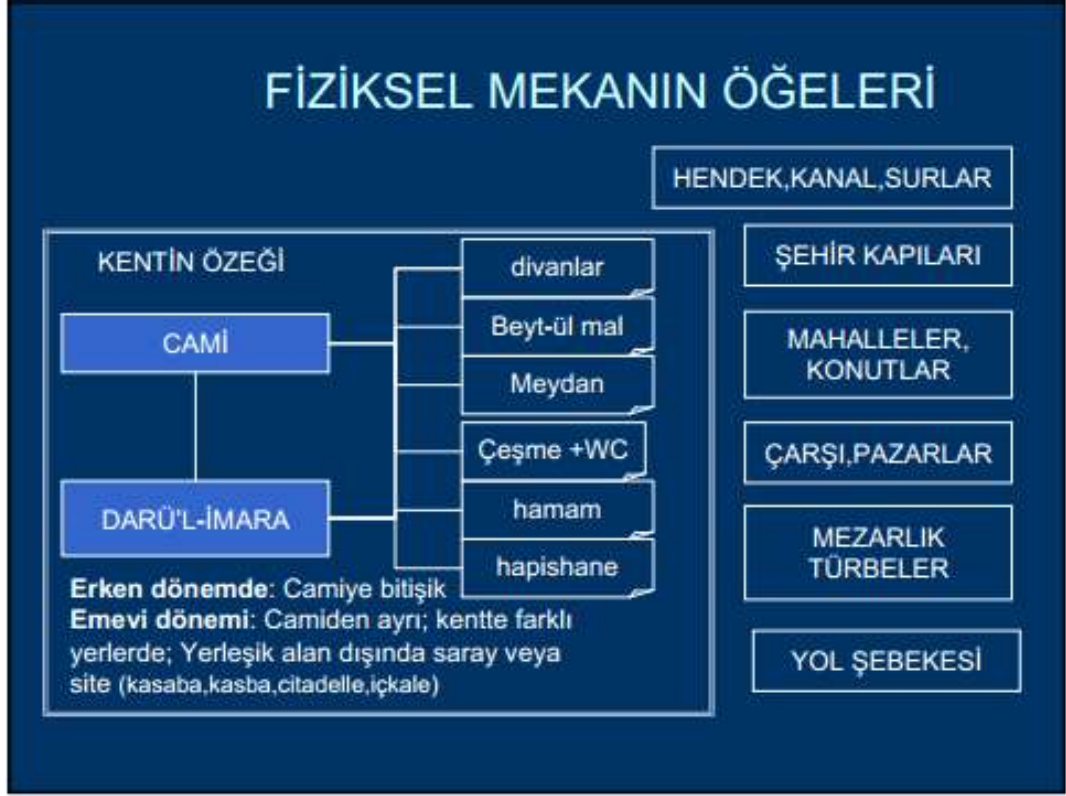 FİZİKSEL MEKANIN ÖĞELERİ
HENDEK,KANAL,SURLAR
KENTİN ÖZEĞİ
CAMİ
DARÜ'L-İMARA
divanlar
Beyt-ül mal
Meydan
Çeşme +WC
hamam
hapishane
Erken dönemde: Camiye bitişik
Emevi dönemi: Camiden ayrı; kentte farklı
yerlerde; Yerleşik alan dışında saray veya
site (kasaba,kasba,citadelle,içkale)
ŞEHİR KAPILARI
MAHALLELER,
KONUTLAR
ÇARŞI,PAZARLAR
MEZARLIK
TÜRBELER
YOL ŞEBEKESİ